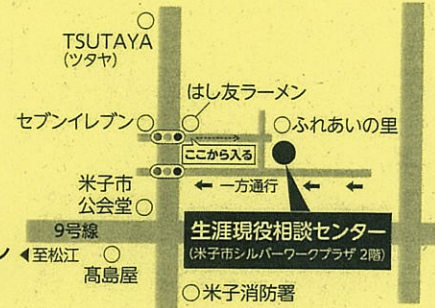 TSUTAYA
(ツタヤ)
はし友ラーメン
セブンイレブン
ふれあいの里
ここから入る
米子市
公会堂
一方通行
生涯現役相談センター
(米子市シルバーワークプラザ 2階)
9号線
ン
至松江
髙島屋
米子消防署